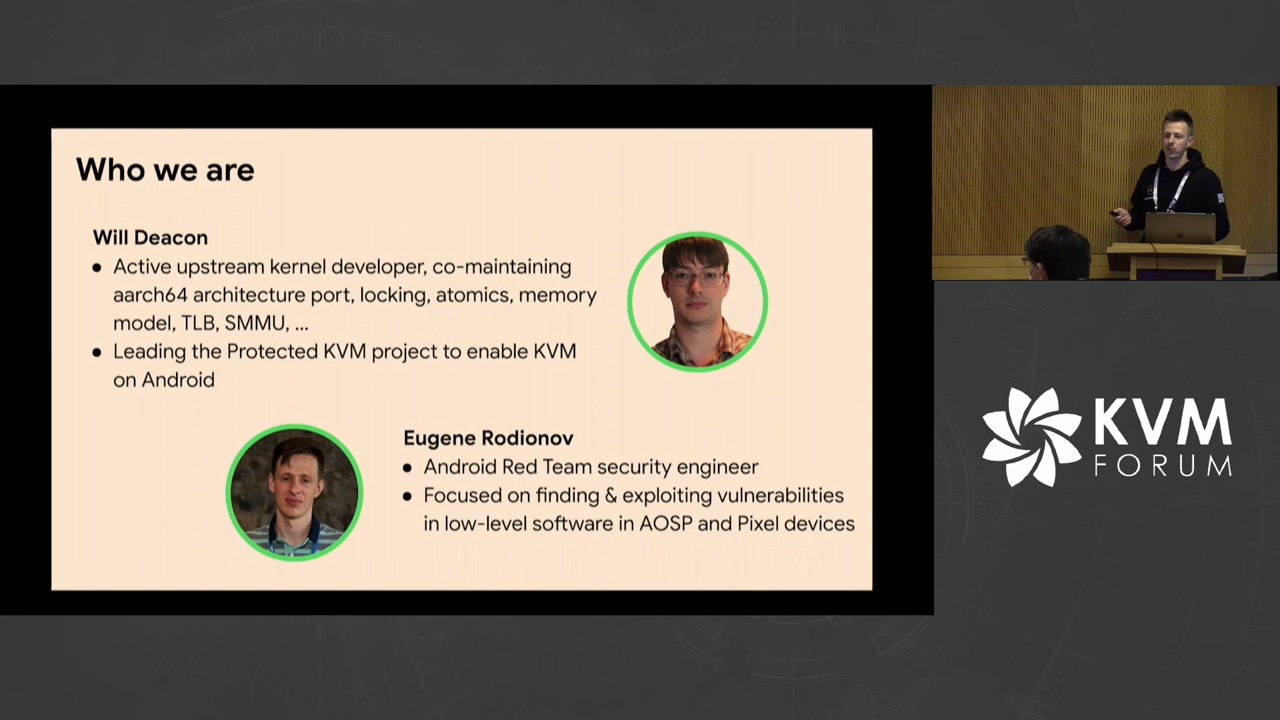 Who we are
Will Deacon
● Active upstream kernel developer, co-maintaining
aarch64 architecture port, locking, atomics, memory
model, TLB, SMMU, ...
● Leading the Protected KVM project to enable KVM
on Android
Eugene Rodionov
● Android Red Team security engineer
● Focused on finding & exploiting vulnerabilities
in low-level software in AOSP and Pixel devices
KVM
FORUM